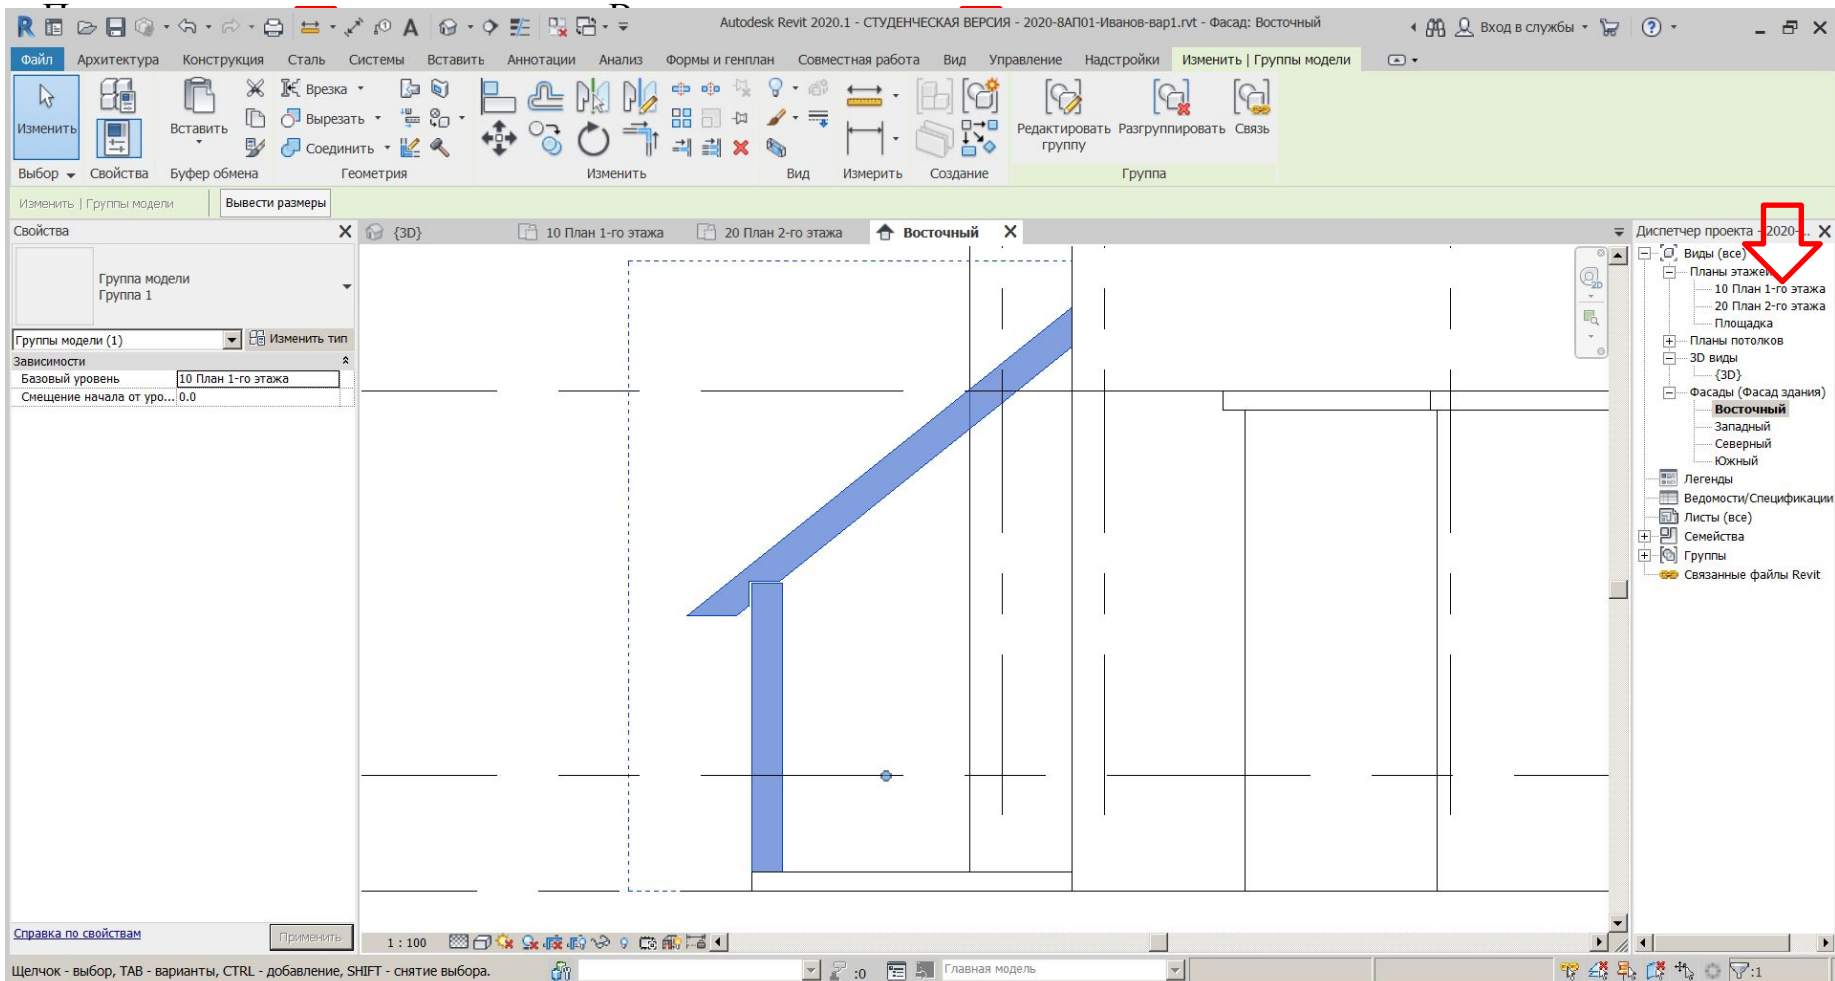 Autodesk Revit 2020.1 - СТУДЕНЧЕСКАЯ ВЕРСИЯ - 2020-8АП01-Иванов-вар1.rvt - Фасад: Восточный
Вход в службы
Файл Архитектура Конструкция Сталь Системы Вставить Аннотации Анализ Формы и генплан Совместная работа Вид Управление Надстройки Изменить | Группы модели
Изменить
Вставить
Врезка
Вырезать
Соединить
Редактировать группу
Разгруппировать
Связь
Выбор Свойства Буфер обмена Геометрия Изменить Вид Измерить Создание Группа
Изменить | Группы модели Вывести размеры
Свойства
{3D} 10 План 1-го этажа 20 План 2-го этажа Восточный
Группа модели
Группа 1
Группы модели (1) Изменить тип
Зависимости
Базовый уровень 10 План 1-го этажа
Смещение начала от уро... 0.0
Справка по свойствам Применить
2D
Диспетчер проекта - 2020-...
Виды (все)
Планы этажей
10 План 1-го этажа
20 План 2-го этажа
Площадка
Планы потолков
3D виды
{3D}
Фасады (Фасад здания)
Восточный
Западный
Северный
Южный
Легенды
Ведомости/Спецификации
Листы (все)
Семейства
Группы
Связанные файлы Revit
1 : 100
Щелчок - выбор, TAB - варианты, CTRL - добавление, SHIFT - снятие выбора.
:0
Главная модель
:1